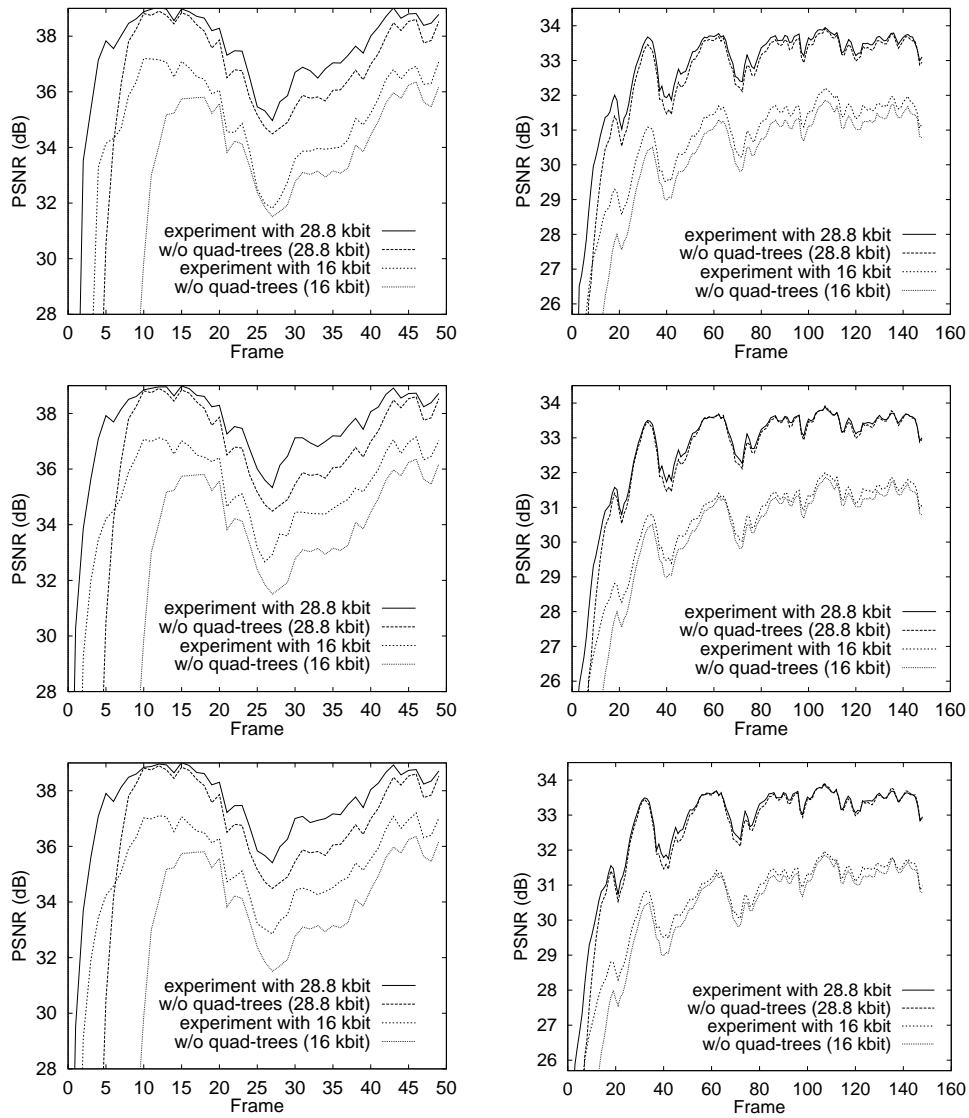 38
36
34
32
30
28
PSNR (dB)
experiment with 28.8 kbit
w/o quad-trees (28.8 kbit)
experiment with 16 kbit
w/o quad-trees (16 kbit)
0 5 10 15 20 25 30 35 40 45 50
Frame
34
33
32
31
30
29
28
27
26
PSNR (dB)
experiment with 28.8 kbit
w/o quad-trees (28.8 kbit)
experiment with 16 kbit
w/o quad-trees (16 kbit)
0 20 40 60 80 100 120 140 160
Frame
38
36
34
32
30
28
PSNR (dB)
experiment with 28.8 kbit
w/o quad-trees (28.8 kbit)
experiment with 16 kbit
w/o quad-trees (16 kbit)
0 5 10 15 20 25 30 35 40 45 50
Frame
34
33
32
31
30
29
28
27
26
PSNR (dB)
experiment with 28.8 kbit
w/o quad-trees (28.8 kbit)
experiment with 16 kbit
w/o quad-trees (16 kbit)
0 20 40 60 80 100 120 140 160
Frame
38
36
34
32
30
28
PSNR (dB)
experiment with 28.8 kbit
w/o quad-trees (28.8 kbit)
experiment with 16 kbit
w/o quad-trees (16 kbit)
0 5 10 15 20 25 30 35 40 45 50
Frame
34
33
32
31
30
29
28
27
26
PSNR (dB)
experiment with 28.8 kbit
w/o quad-trees (28.8 kbit)
experiment with 16 kbit
w/o quad-trees (16 kbit)
0 20 40 60 80 100 120 140 160
Frame